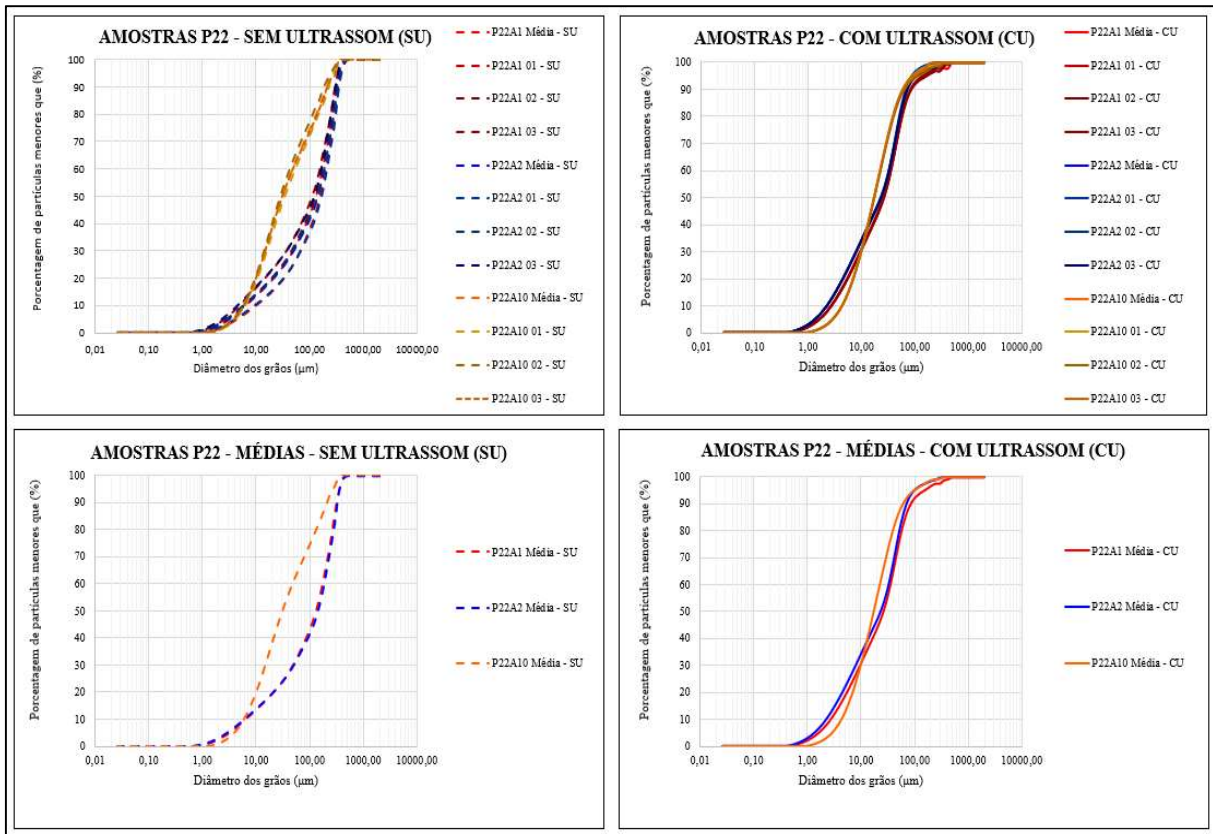 AMOSTRAS P22 - SEM ULTRASSOM (SU)
Porcentagem de partículas menores que (%)
100
90
80
70
60
50
40
30
20
10
0
0,01 0,10 1,00 10,00 100,00 1000,00 10000,00
Diâmetro dos grãos (µm)
P22A1 Média - SU
P22A1 01 - SU
P22A1 02 - SU
P22A1 03 - SU
P22A2 Média - SU
P22A2 01 - SU
P22A2 02 - SU
P22A2 03 - SU
P22A10 Média - SU
P22A10 01 - SU
P22A10 02 - SU
P22A10 03 - SU
AMOSTRAS P22 - COM ULTRASSOM (CU)
Porcentagem de partículas menores que (%)
100
90
80
70
60
50
40
30
20
10
0
0,01 0,10 1,00 10,00 100,00 1000,00 10000,00
Diâmetro dos grãos (µm)
P22A1 Média - CU
P22A1 01 - CU
P22A1 02 - CU
P22A1 03 - CU
P22A2 Média - CU
P22A2 01 - CU
P22A2 02 - CU
P22A2 03 - CU
P22A10 Média - CU
P22A10 01 - CU
P22A10 02 - CU
P22A10 03 - CU
AMOSTRAS P22 - MÉDIAS - SEM ULTRASSOM (SU)
Porcentagem de partículas menores que (%)
100
90
80
70
60
50
40
30
20
10
0
0,01 0,10 1,00 10,00 100,00 1000,00 10000,00
Diâmetro dos grãos (µm)
P22A1 Média - SU
P22A2 Média - SU
P22A10 Média - SU
AMOSTRAS P22 - MÉDIAS - COM ULTRASSOM (CU)
Porcentagem de partículas menores que (%)
100
90
80
70
60
50
40
30
20
10
0
0,01 0,10 1,00 10,00 100,00 1000,00 10000,00
Diâmetro dos grãos (µm)
P22A1 Média - CU
P22A2 Média - CU
P22A10 Média - CU